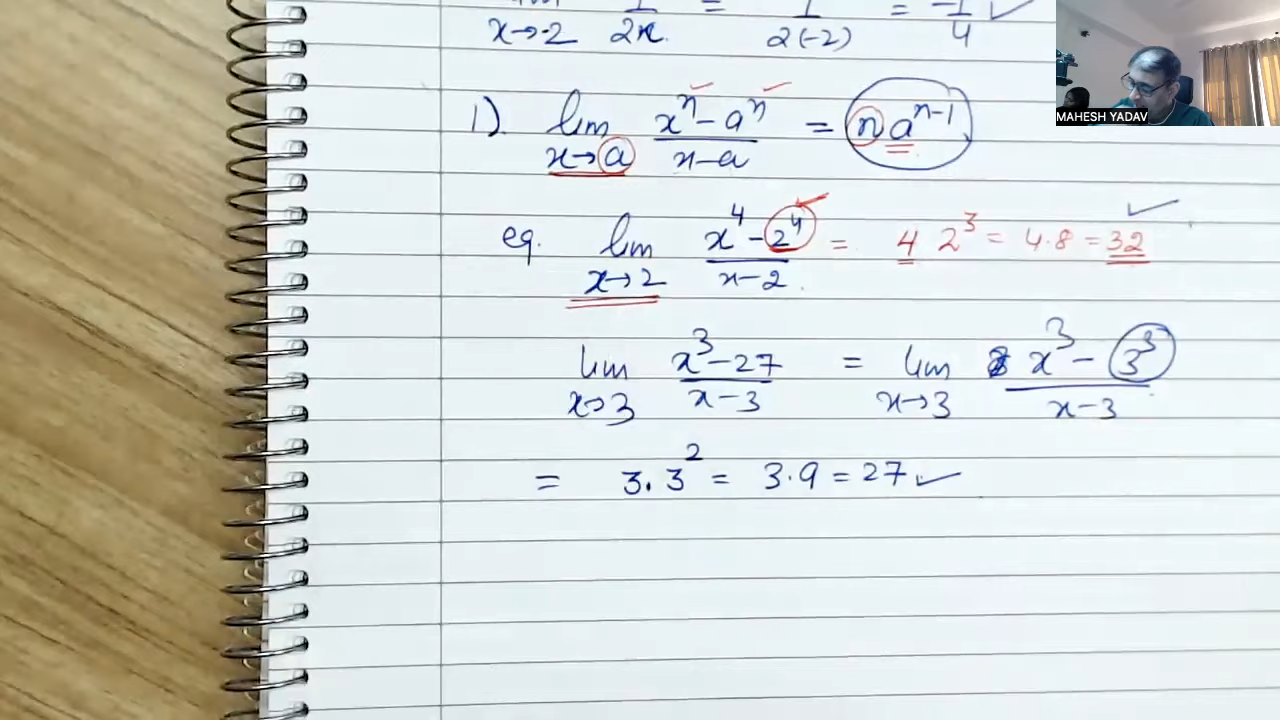 x→-2 1/2x = 1/2(-2) = -1/4 ✓
MAHESH YADAV
1). lim x→a (xⁿ-aⁿ)/(x-a) = n aⁿ⁻¹
eg. lim x→2 (x⁴-2⁴)/(x-2) = 4 2³ = 4·8 = 32 ✓
lim x→3 (x³-27)/(x-3) = lim x→3 (x³-3³)/(x-3)
= 3·3² = 3·9 = 27 ✓